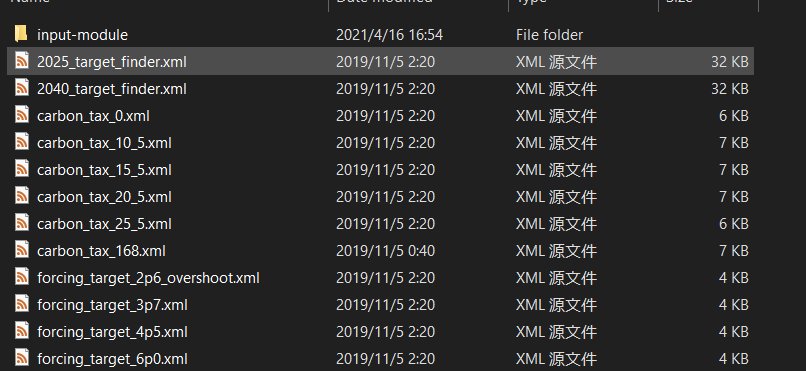 Name Date modified Type Size
input-module 2021/4/16 16:54 File folder
2025_target_finder.xml 2019/11/5 2:20 XML 源文件 32 KB
2040_target_finder.xml 2019/11/5 2:20 XML 源文件 32 KB
carbon_tax_0.xml 2019/11/5 2:20 XML 源文件 6 KB
carbon_tax_10_5.xml 2019/11/5 2:20 XML 源文件 7 KB
carbon_tax_15_5.xml 2019/11/5 2:20 XML 源文件 7 KB
carbon_tax_20_5.xml 2019/11/5 2:20 XML 源文件 7 KB
carbon_tax_25_5.xml 2019/11/5 2:20 XML 源文件 6 KB
carbon_tax_168.xml 2019/11/5 0:40 XML 源文件 7 KB
forcing_target_2p6_overshoot.xml 2019/11/5 2:20 XML 源文件 4 KB
forcing_target_3p7.xml 2019/11/5 2:20 XML 源文件 4 KB
forcing_target_4p5.xml 2019/11/5 2:20 XML 源文件 4 KB
forcing_target_6p0.xml 2019/11/5 2:20 XML 源文件 4 KB